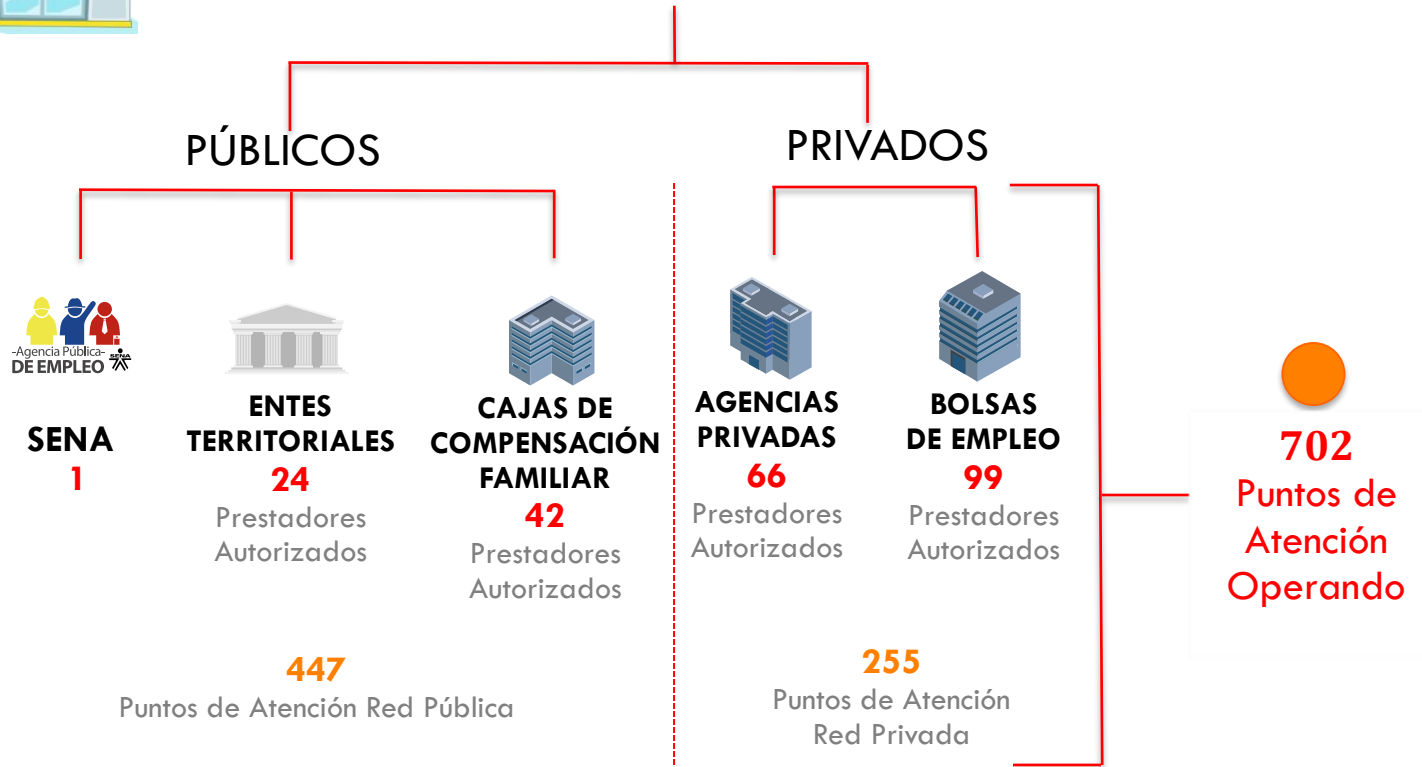 PÚBLICOS
PRIVADOS
-Agencia Pública-
DE EMPLEO
SENA
SENA
1
ENTES
TERRITORIALES
24
Prestadores
Autorizados
CAJAS DE
COMPENSACIÓN
FAMILIAR
42
Prestadores
Autorizados
AGENCIAS
PRIVADAS
66
Prestadores
Autorizados
BOLSAS
DE EMPLEO
99
Prestadores
Autorizados
702
Puntos de
Atención
Operando
447
Puntos de Atención Red Pública
255
Puntos de Atención
Red Privada